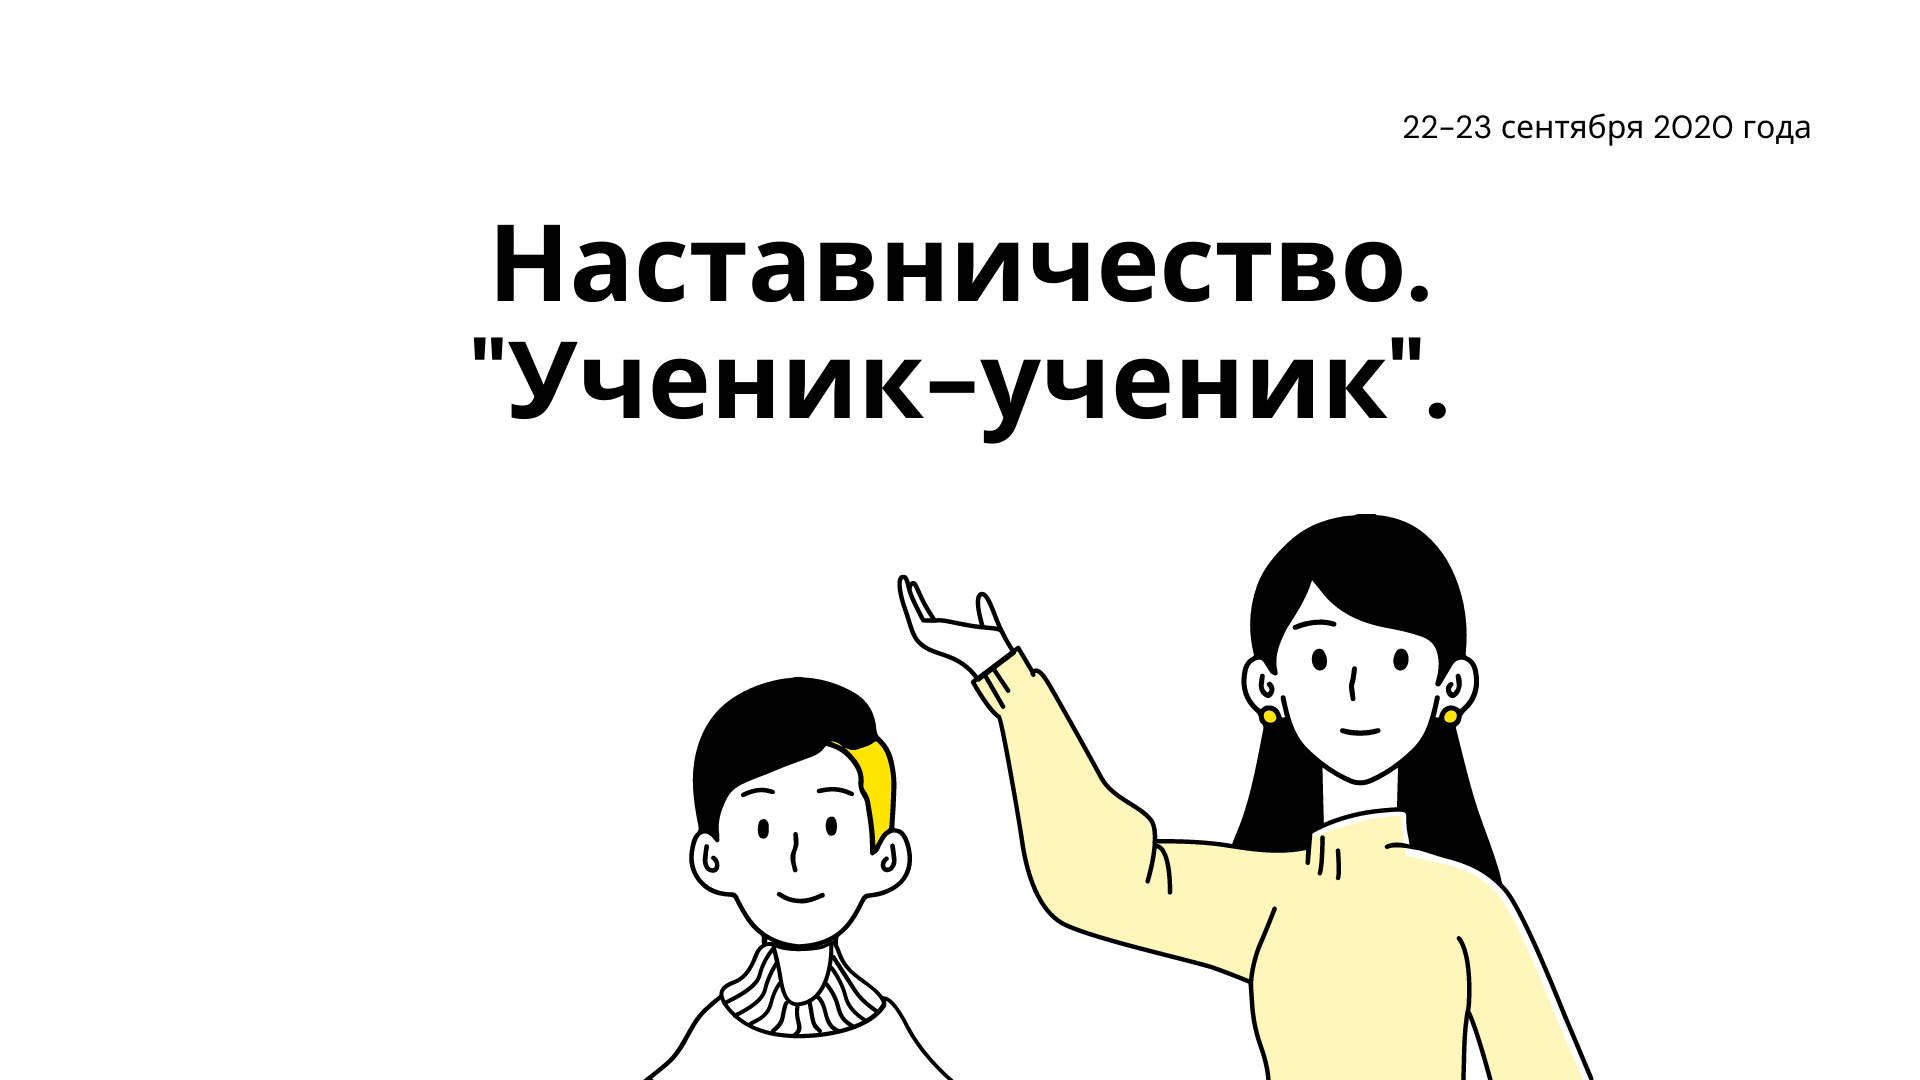 22–23 сентября 2020 года
Наставничество.
"Ученик–ученик".